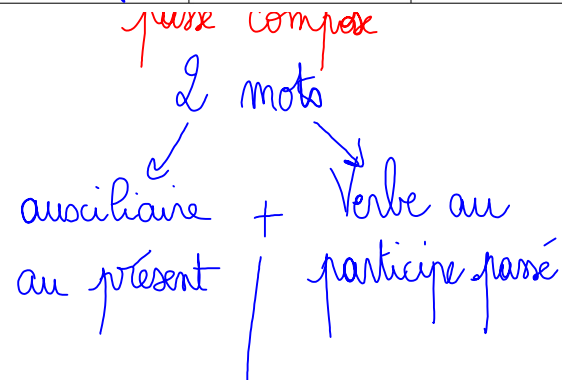 passé composé
2 mots
auxiliaire + Verbe au
au présent participe passé